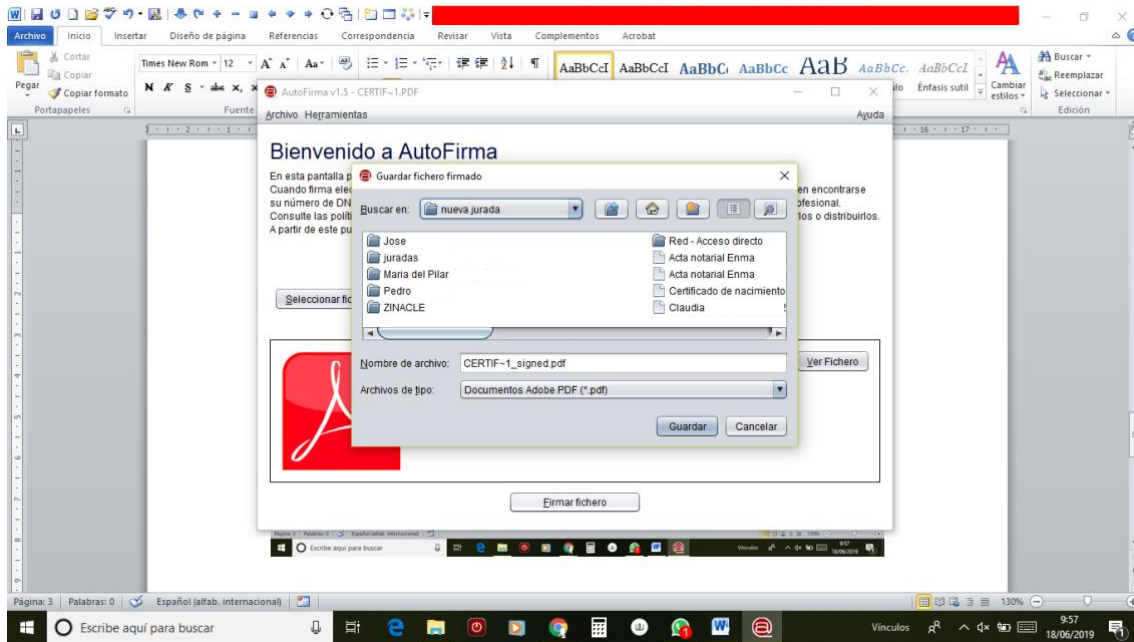 Archivo Inicio Insertar Diseño de página Referencias Correspondencia Revisar Vista Complementos Acrobat
Pegar
Cortar
Copiar
Copiar formato
Portapapeles
Times New Rom 12
Fuente
AaBbCcI AaBbCcI AaBbC AaBbCc AaB AaBbCc. AaBbCcI
Énfasis sutil
Cambiar estilos
Buscar
Reemplazar
Seleccionar
Edición
AutoFirma v1.5 - CERTIF~1.PDF
Archivo Herramientas Ayuda
Bienvenido a AutoFirma
En esta pantalla p
Cuando firma ele en encontrarse
su número de DN ofesional.
Consulte las polít los o distribuirlos.
A partir de este pu
Seleccionar fic
Guardar fichero firmado
Buscar en: nueva jurada
Jose
juradas
Maria del Pilar
Pedro
ZINACLE
Red - Acceso directo
Acta notarial Enma
Acta notarial Enma
Certificado de nacimiento
Claudia
Nombre de archivo: CERTIF~1_signed.pdf
Archivos de tipo: Documentos Adobe PDF (*.pdf)
Guardar Cancelar
Ver Fichero
Firmar fichero
Escribe aquí para buscar
Vínculos
9:57
18/06/2019
Página: 3 Palabras: 0 Español (alfab. internacional) 130%
Escribe aquí para buscar
Vínculos
9:57
18/06/2019